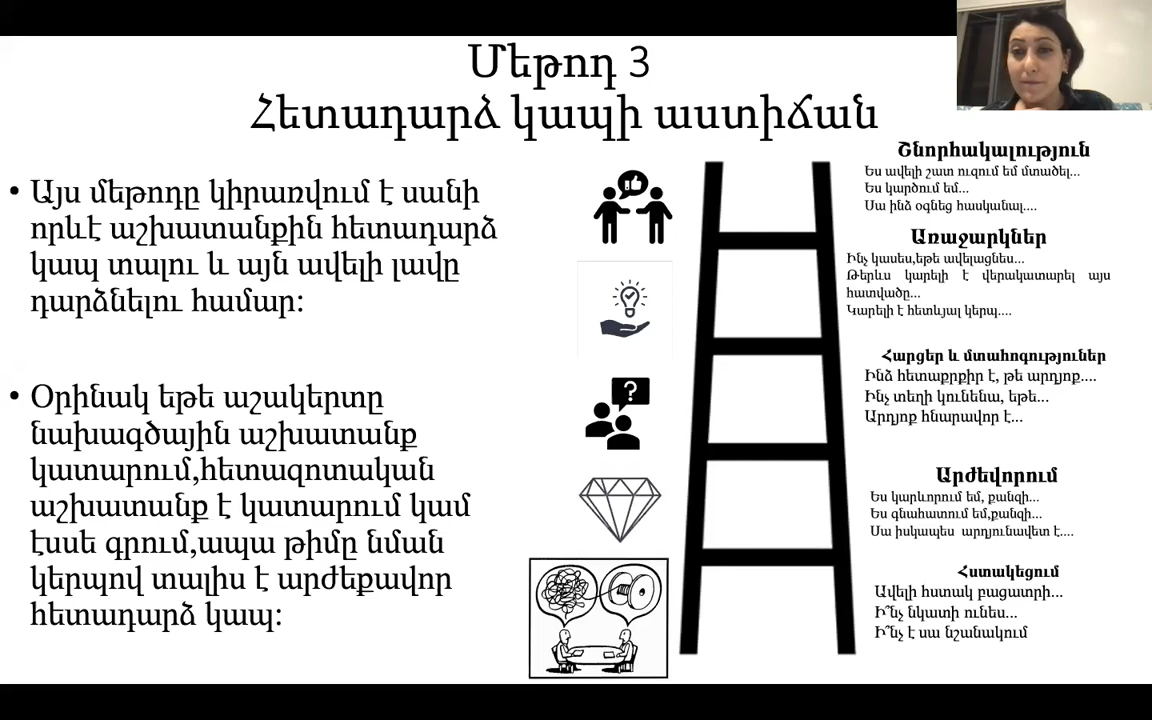 Մեթոդ 3
Հետադարձ կապի աստիճան
• Այս մեթոդը կիրառվում է սանի
որևէ աշխատանքին հետադարձ
կապ տալու և այն ավելի լավը
դարձնելու համար:
• Օրինակ եթե աշակերտը
նախագծային աշխատանք
կատարում,հետազոտական
աշխատանք է կատարում կամ
էսսե գրում,ապա թիմը նման
կերպով տալիս է արժեքավոր
հետադարձ կապ:
Շնորհակալություն
Ես ավելի շատ ուզում եմ մտածել...
Ես կարծում եմ...
Սա ինձ օգնեց հասկանալ....
Առաջարկներ
Ինչ կասես,եթե ավելացնես...
Թերևս կարելի է վերակատարել այս
հատվածը...
Կարելի է հետևյալ կերպ....
Հարցեր և մտահոգություններ
Ինձ հետաքրքիր է, թե արդյոք....
Ինչ տեղի կունենա, եթե...
Արդյոք հնարավոր է...
Արժեվորում
Ես կարևորում եմ, քանզի...
Ես գնահատում եմ,քանզի...
Սա իսկապես արդյունավետ է....
Հստակեցում
Ավելի հստակ բացատրի...
Ի՞նչ նկատի ունես...
Ի՞նչ է սա նշանակում